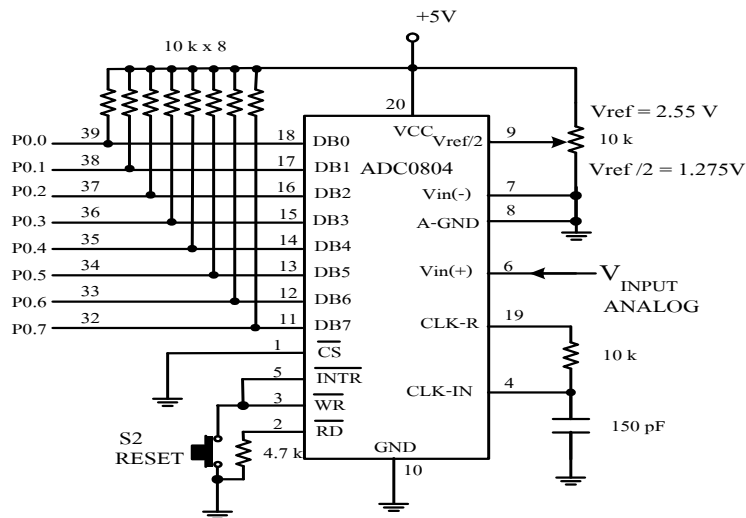 +5V
10 k x 8
20
VCC
Vref/2
9
Vref = 2.55 V
10 k
Vref /2 = 1.275V
P0.0
39
18
DB0
P0.1
38
17
DB1
ADC0804
P0.2
37
16
DB2
Vin(-)
7
P0.3
36
15
DB3
A-GND
8
P0.4
35
14
DB4
P0.5
34
13
DB5
Vin(+)
6
V INPUT
ANALOG
P0.6
33
12
DB6
P0.7
32
11
DB7
CLK-R
19
1
CS
10 k
5
INTR
CLK-IN
4
3
WR
150 pF
2
RD
S2
RESET
4.7 k
GND
10